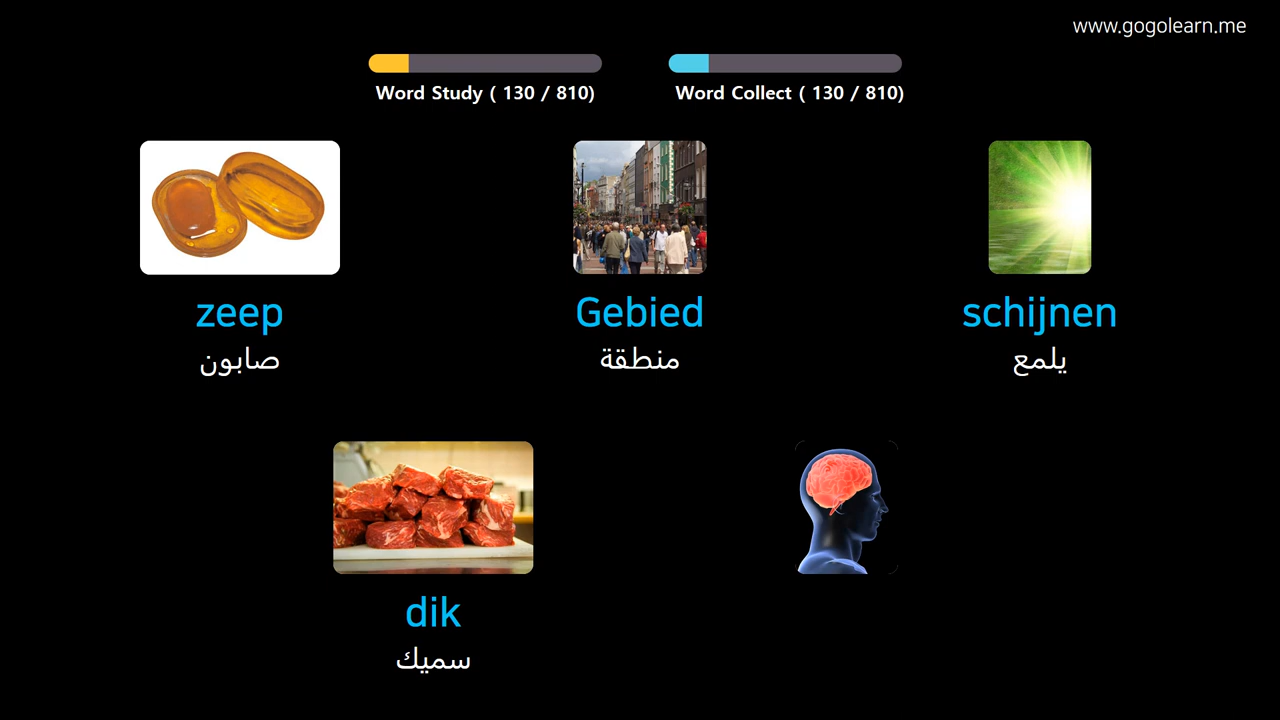 www.gogolearn.me
Word Study ( 130 / 810)
Word Collect ( 130 / 810)
zeep
صابون
Gebied
منطقة
schijnen
يلمع
dik
سميك